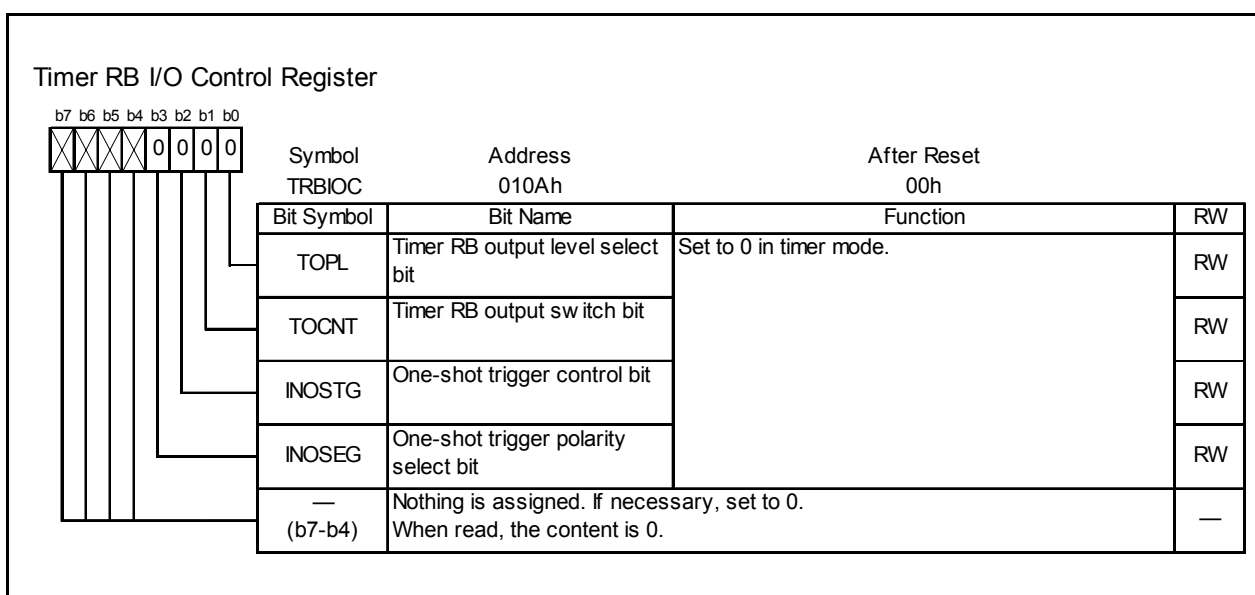 Timer RB I/O Control Register
b7 b6 b5 b4 b3 b2 b1 b0
0 0 0 0
Symbol Address After Reset
TRBIOC 010Ah 00h
Bit Symbol Bit Name Function RW
TOPL Timer RB output level select bit Set to 0 in timer mode. RW
TOCNT Timer RB output switch bit RW
INOSTG One-shot trigger control bit RW
INOSEG One-shot trigger polarity select bit RW
— (b7-b4) Nothing is assigned. If necessary, set to 0. —
When read, the content is 0.